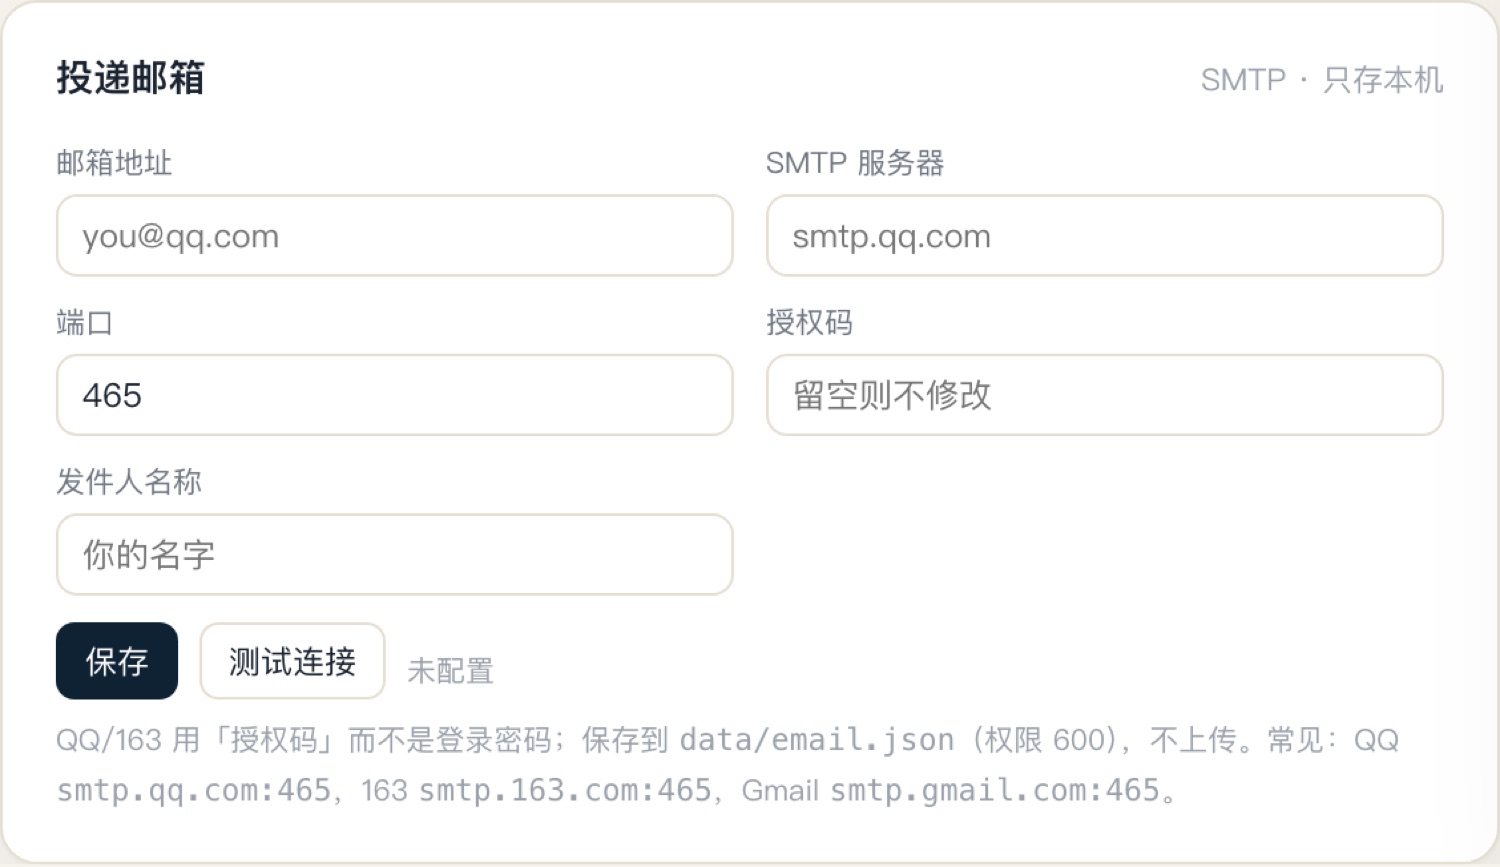 投递邮箱
SMTP · 只存本机
邮箱地址
SMTP 服务器
you@qq.com
smtp.qq.com
端口
授权码
465
留空则不修改
发件人名称
你的名字
保存
测试连接
未配置
QQ/163 用「授权码」而不是登录密码；保存到 data/email.json（权限 600），不上传。常见：QQ
smtp.qq.com:465，163 smtp.163.com:465，Gmail smtp.gmail.com:465。